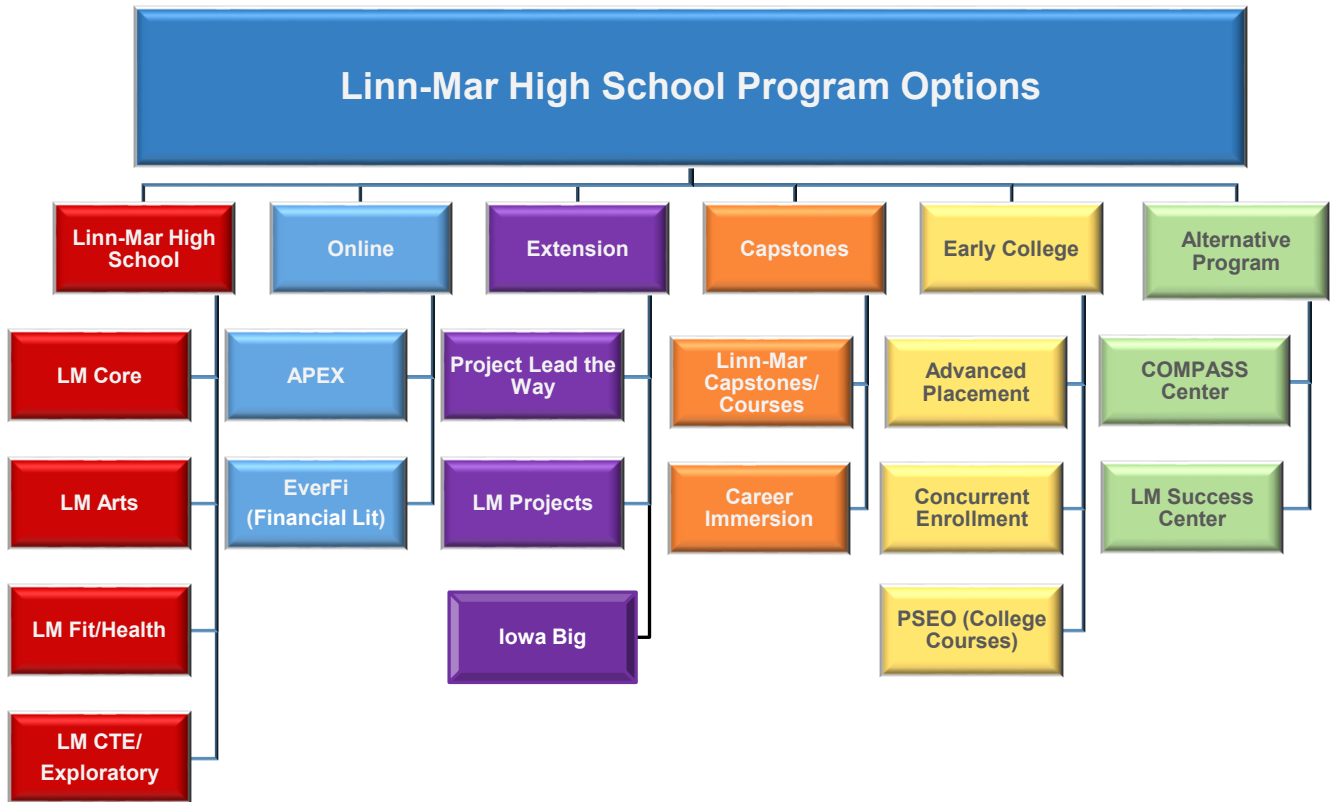 Linn-Mar High School Program Options
Linn-Mar High
School
Online
Extension
Capstones
Early College
Alternative
Program
LM Core
APEX
Project Lead the
Way
Linn-Mar
Capstones/
Courses
Advanced
Placement
COMPASS
Center
LM Arts
EverFi
(Financial Lit)
LM Projects
Career
Immersion
Concurrent
Enrollment
LM Success
Center
LM Fit/Health
Iowa Big
PSEO (College
Courses)
LM CTE/
Exploratory